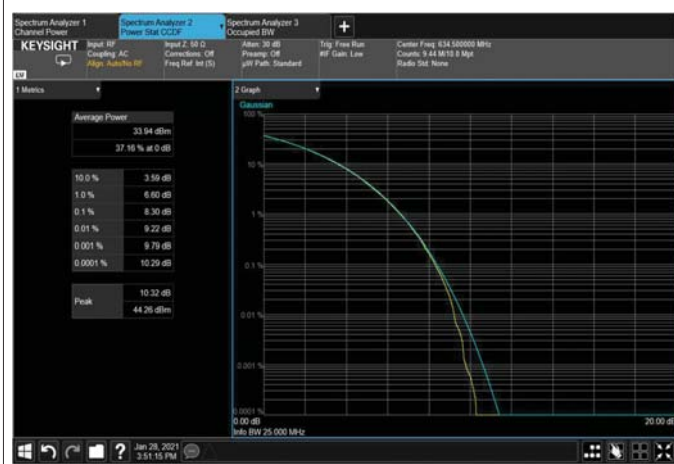 Spectrum Analyzer 1
Channel Power
Spectrum Analyzer 2
Power Stat CCDF
Spectrum Analyzer 3
Occupied BW
KEYSIGHT
Input: RF
Coupling: AC
Align: Auto/No RF
Input Z: 50 Ω
Corrections: Off
Freq Ref: Int (S)
Atten: 30 dB
Preamp: Off
µW Path: Standard
Trig: Free Run
#IF Gain: Low
Center Freq: 634.500000 MHz
Counts: 9.44 M/10.0 Mpt
Radio Std: None
1 Metrics
Average Power
33.94 dBm
37.16 % at 0 dB
10.0 % 3.59 dB
1.0 % 6.60 dB
0.1 % 8.30 dB
0.01 % 9.22 dB
0.001 % 9.79 dB
0.0001 % 10.29 dB
Peak
10.32 dB
44.26 dBm
2 Graph
Gaussian
100 %
10 %
1 %
0.1 %
0.01 %
0.001 %
0.0001 %
0.00 dB
20.00 dB
Info BW 25.000 MHz
Jan 28, 2021
3:51:15 PM